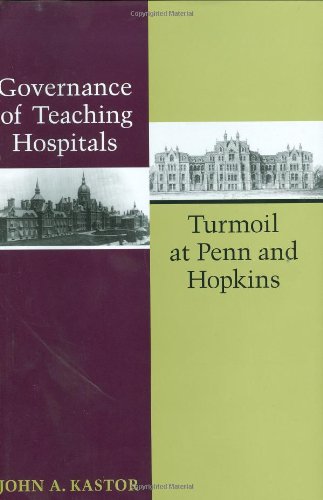 Governance
of Teaching
Hospitals
Turmoil
at Penn and
Hopkins
JOHN A. KASTOR